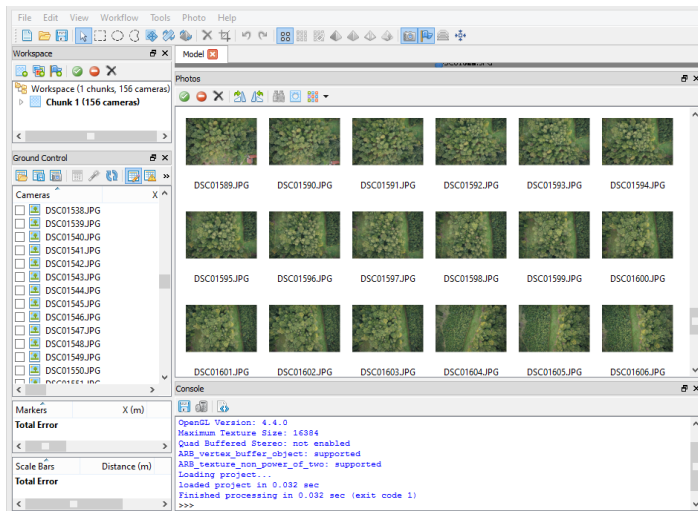 File Edit View Workflow Tools Photo Help
Workspace
Workspace (1 chunks, 156 cameras)
Chunk 1 (156 cameras)
Ground Control
Cameras X
DSC01538.JPG
DSC01539.JPG
DSC01540.JPG
DSC01541.JPG
DSC01542.JPG
DSC01543.JPG
DSC01544.JPG
DSC01545.JPG
DSC01546.JPG
DSC01547.JPG
DSC01548.JPG
DSC01549.JPG
DSC01550.JPG
DSC01551.JPG
Markers X (m)
Total Error
Scale Bars Distance (m)
Total Error
Model
Photos
DSC01589.JPG DSC01590.JPG DSC01591.JPG DSC01592.JPG DSC01593.JPG DSC01594.JPG
DSC01595.JPG DSC01596.JPG DSC01597.JPG DSC01598.JPG DSC01599.JPG DSC01600.JPG
DSC01601.JPG DSC01602.JPG DSC01603.JPG DSC01604.JPG DSC01605.JPG DSC01606.JPG
Console
OpenGL Version: 4.4.0
Maximum Texture Size: 16384
Quad Buffered Stereo: not enabled
ARB_vertex_buffer_object: supported
ARB_texture_non_power_of_two: supported
Loading project...
loaded project in 0.032 sec
Finished processing in 0.032 sec (exit code 1)
>>>